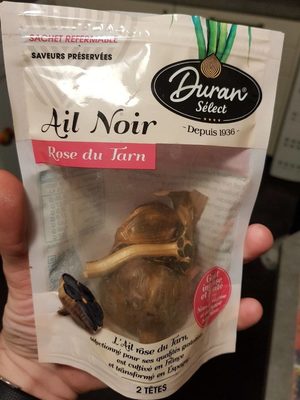 SACHET REFERMABLE
SAVEURS PRÉSERVÉES
Duran
Sélect
- Depuis 1936 -
Ail Noir
Rose du Tarn
L'Ail rose du Tarn,
sélectionné pour ses qualités
est cultivé en France
et transformé en Espagne
2 TÊTES